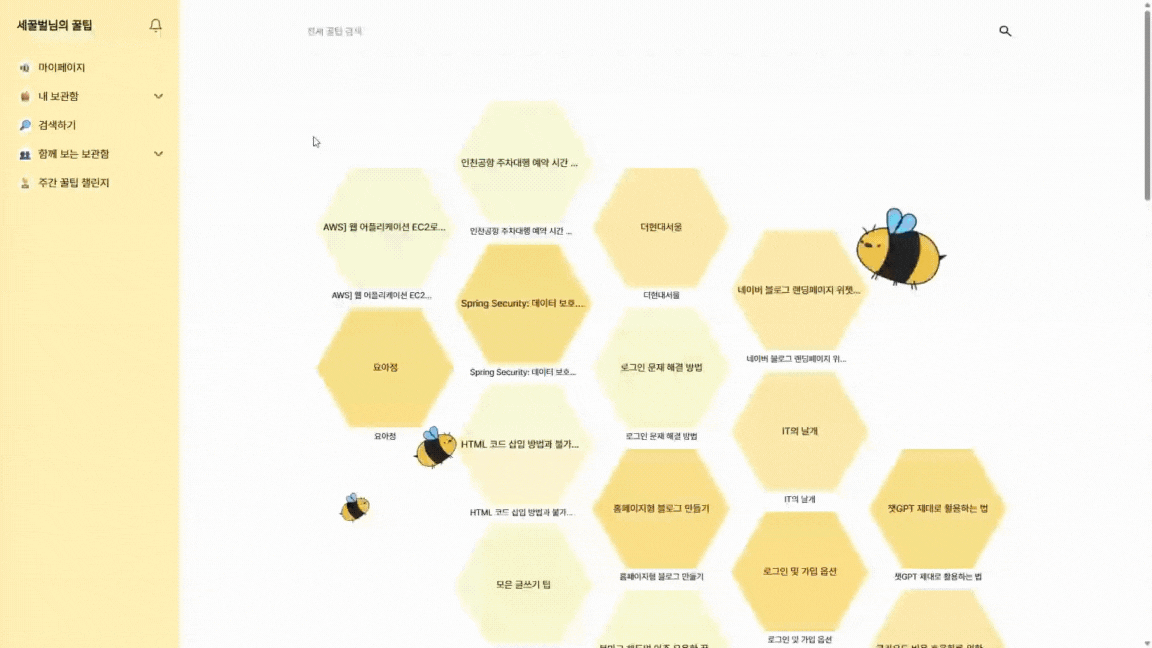 세꿀벌님의 꿀팁
마이페이지
내 보관함
검색하기
함께 보는 보관함
주간 꿀팁 챌린지
전체 꿀팁 검색
인천공항 주차대행 예약 시간 ...
인천공항 주차대행 예약 시간 ...
AWS] 웹 어플리케이션 EC2로...
AWS] 웹 어플리케이션 EC2...
더현대서울
더현대서울
네이버 블로그 랜딩페이지 위젯...
네이버 블로그 랜딩페이지 위...
Spring Security: 데이터 보호....
Spring Security: 데이터 보호...
요아정
요아정
로그인 문제 해결 방법
로그인 문제 해결 방법
IT의 날개
IT의 날개
HTML 코드 삽입 방법과 불가...
HTML 코드 삽입 방법과 불가...
홈페이지형 블로그 만들기
홈페이지형 블로그 만들기
챗GPT 제대로 활용하는 법
챗GPT 제대로 활용하는 법
로그인 및 가입 옵션
로그인 및 가입 옵션
모은 글쓰기 팁